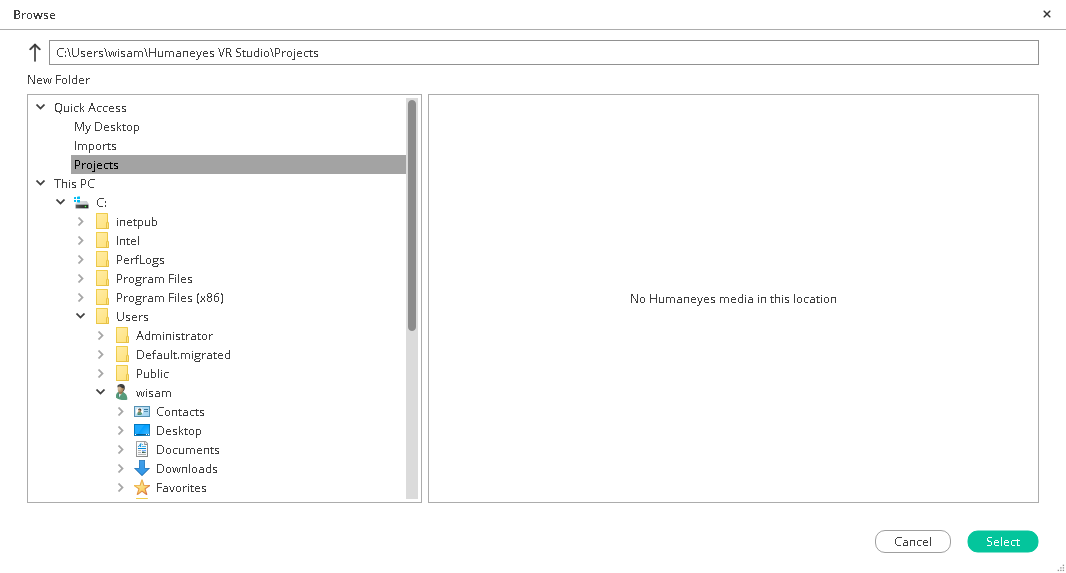 Browse
C:\Users\wisam\Humaneyes VR Studio\Projects
New Folder
Quick Access
My Desktop
Imports
Projects
This PC
C:
inetpub
Intel
PerfLogs
Program Files
Program Files (x86)
Users
Administrator
Default.migrated
Public
wisam
Contacts
Desktop
Documents
Downloads
Favorites
No Humaneyes media in this location
Cancel
Select